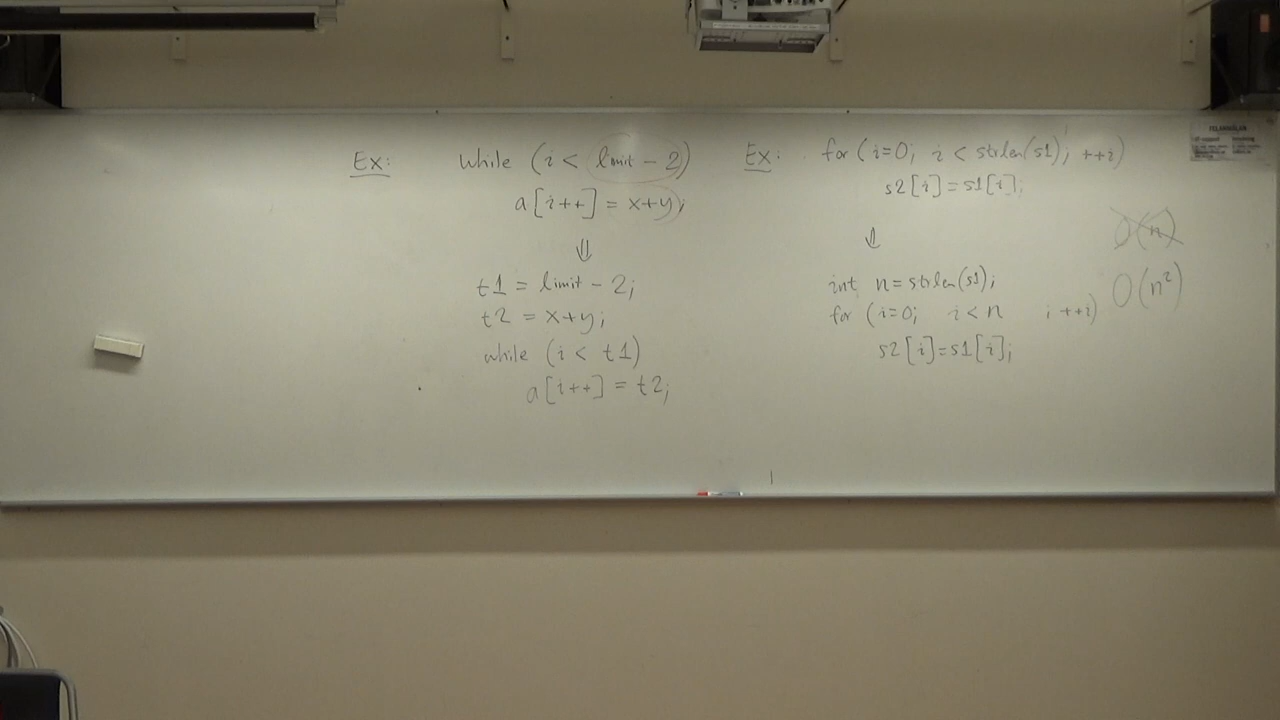 Ex: while (i < limit - 2)
a[i++] = x+y;
⇓
t1 = limit - 2;
t2 = x+y;
while (i < t1)
a[i++] = t2;
Ex: for (i=0; i < strlen(s1); ++i)
s2[i]=s1[i];
⇓
int n=strlen(s1);
for (i=0; i<n ; ++i)
s2[i]=s1[i];
O(n)
O(n²)
FELANMÄLAN